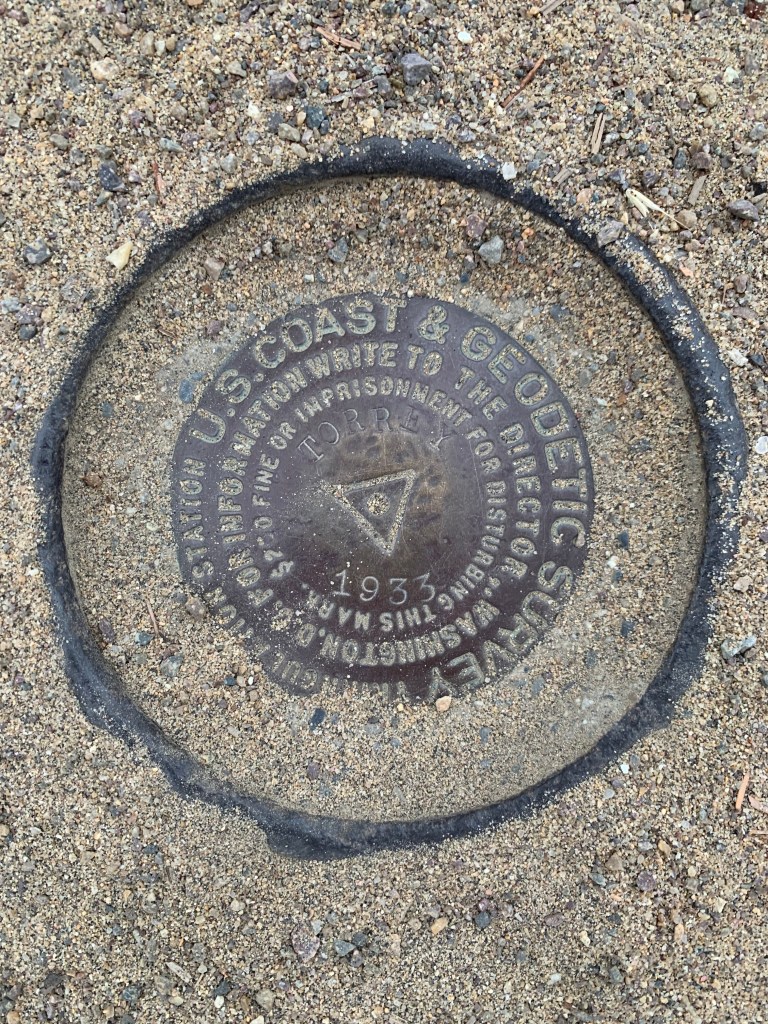 U.S. COAST & GEODETIC SURVEY
TRIANGULATION STATION
FOR INFORMATION WRITE TO THE DIRECTOR, WASHINGTON, D.C.
$250 FINE OR IMPRISONMENT FOR DISTURBING THIS MARK.
TORREY
1933